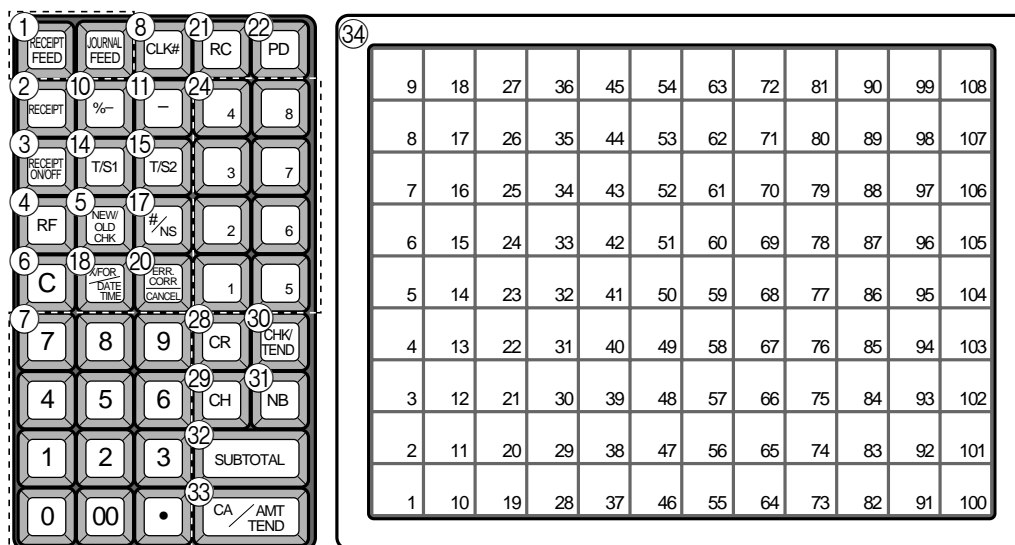 1 8 21 22
RECEIPT FEED JOURNAL FEED CLK# RC PD
2 10 11 24
RECEIPT %− − 4 8
3 14 15
RECEIPT ON/OFF T/S1 T/S2 3 7
4 5 17
RF NEW/ OLD CHK #/NS 2 6
6 18 20
C X/FOR DATE TIME ERR. CORR CANCEL 1 5
7 28 30
7 8 9 CR CHK/ TEND
29 31
4 5 6 CH NB
32
1 2 3 SUBTOTAL
33
0 00 • CA/AMT TEND
34
9 18 27 36 45 54 63 72 81 90 99 108
8 17 26 35 44 53 62 71 80 89 98 107
7 16 25 34 43 52 61 70 79 88 97 106
6 15 24 33 42 51 60 69 78 87 96 105
5 14 23 32 41 50 59 68 77 86 95 104
4 13 22 31 40 49 58 67 76 85 94 103
3 12 21 30 39 48 57 66 75 84 93 102
2 11 20 29 38 47 56 65 74 83 92 101
1 10 19 28 37 46 55 64 73 82 91 100